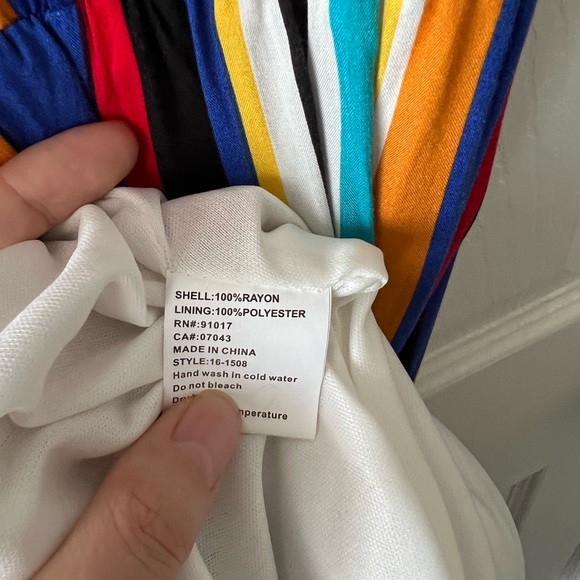 SHELL:100%RAYON
LINING:100%POLYESTER
RN#:91017
CA#:07043
MADE IN CHINA
STYLE:16-1508
Hand wash in cold water
Do not bleach